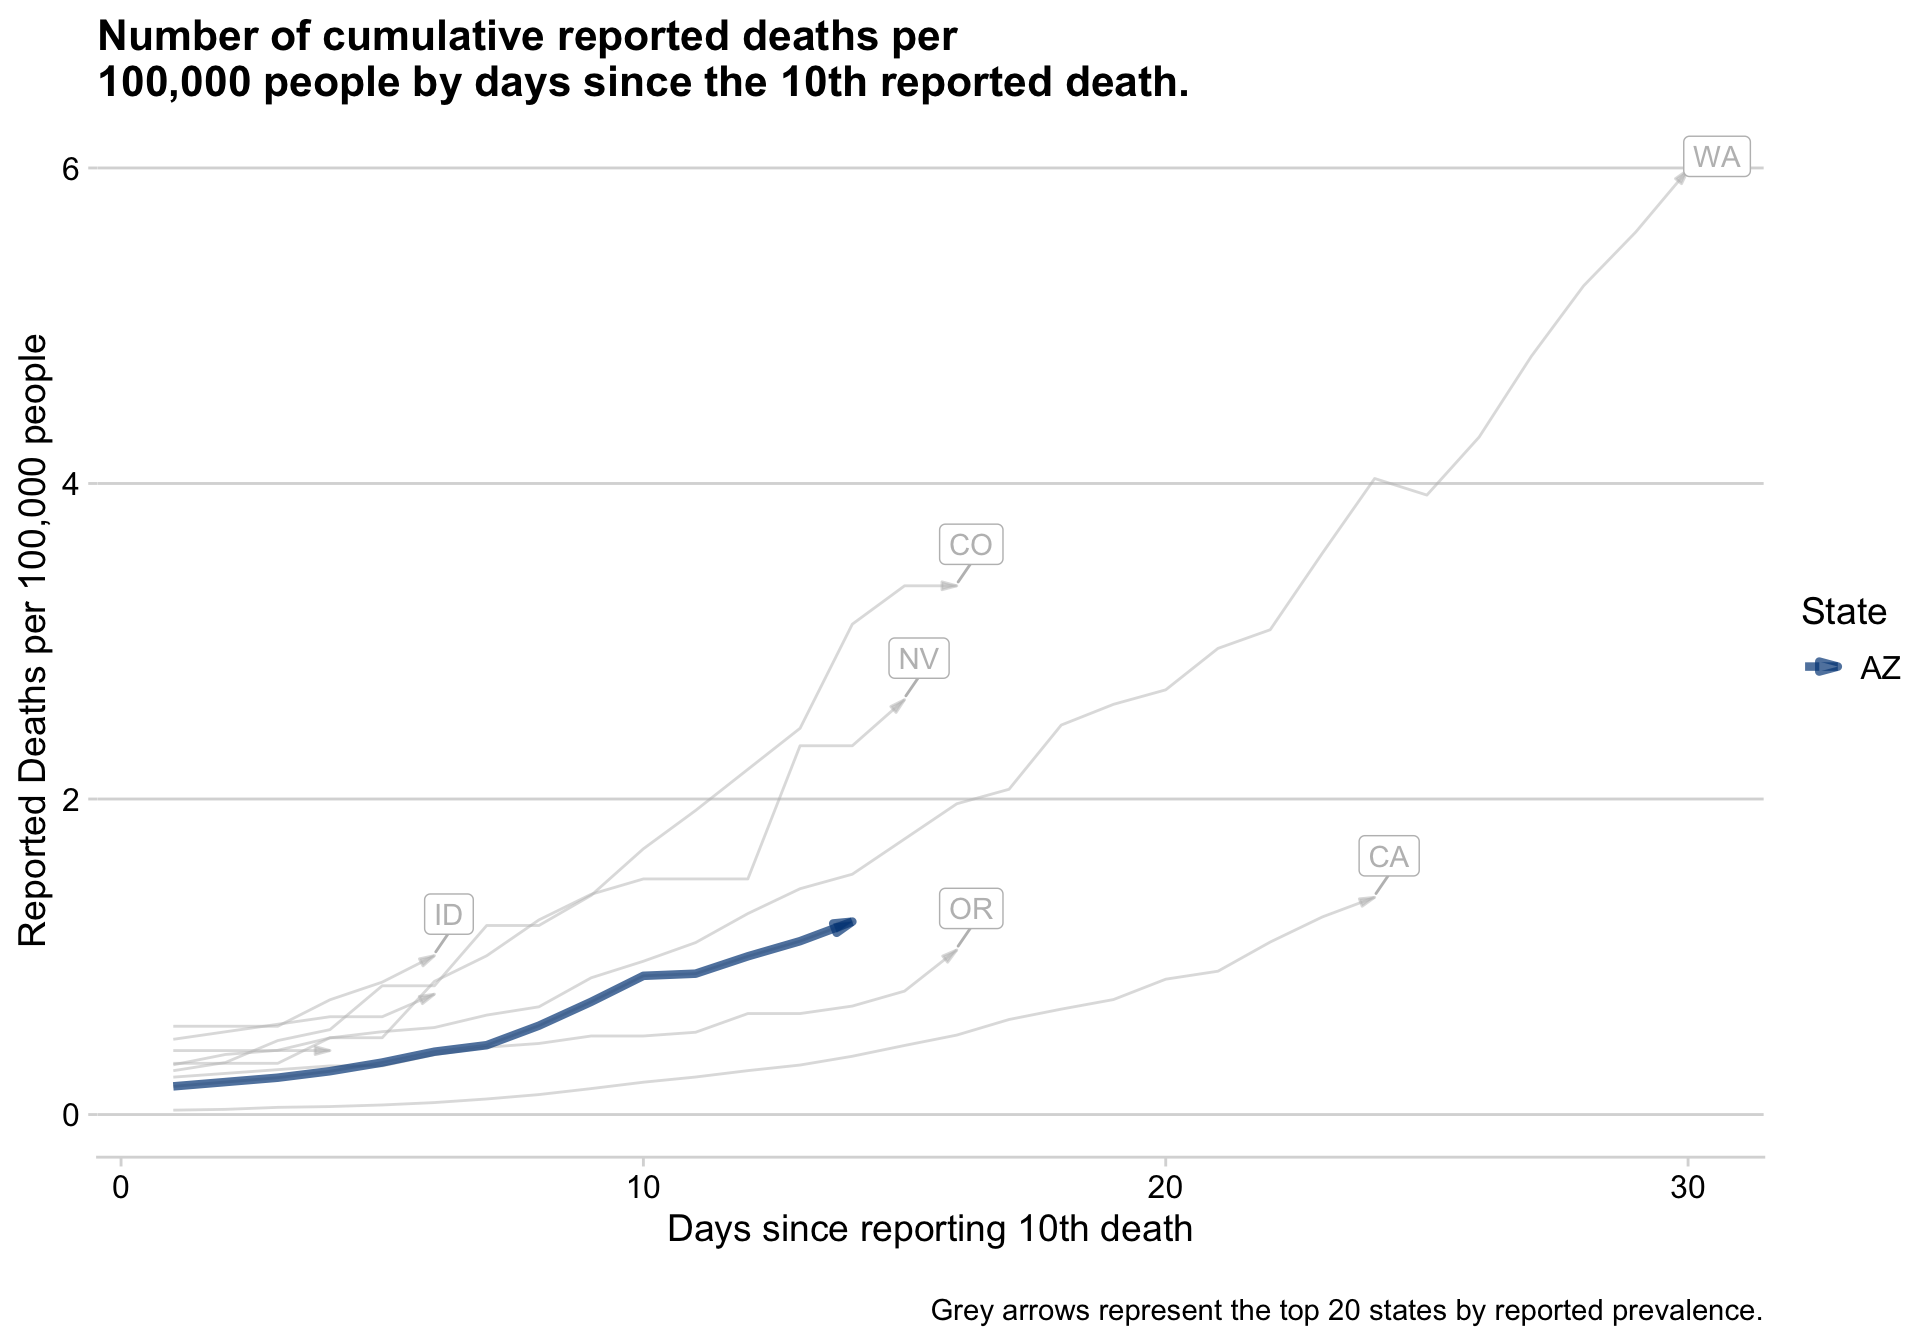 Number of cumulative reported deaths per
100,000 people by days since the 10th reported death.
Reported Deaths per 100,000 people
6
4
2
0
WA
CO
NV
CA
ID
OR
State
AZ
0
10
20
30
Days since reporting 10th death
Grey arrows represent the top 20 states by reported prevalence.